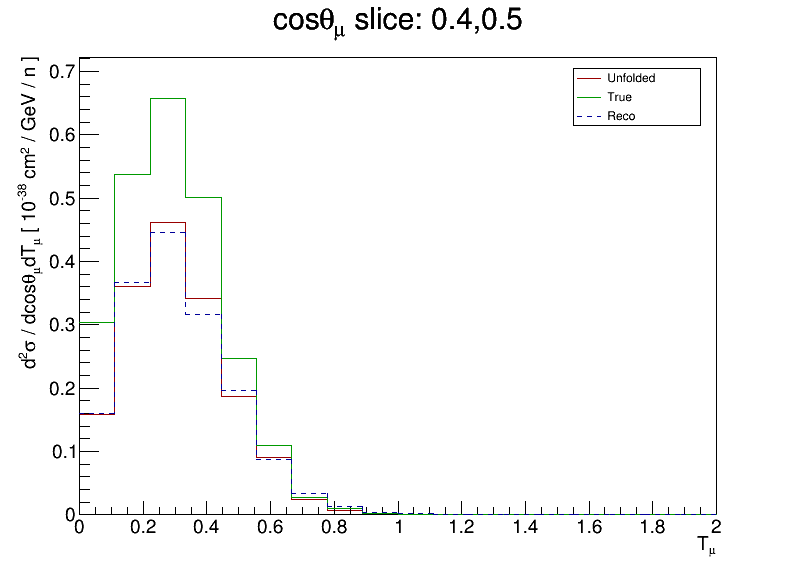 cosθμ slice: 0.4,0.5
d²σ / dcosθμdTμ [ 10⁻³⁸ cm² / GeV / n ]
0.7
0.6
0.5
0.4
0.3
0.2
0.1
0
Unfolded
True
Reco
0 0.2 0.4 0.6 0.8 1 1.2 1.4 1.6 1.8 2
Tμ